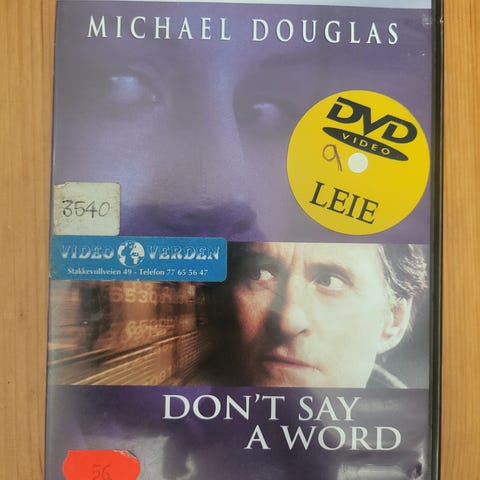 MICHAEL DOUGLAS
DVD
VIDEO
9
LEIE
3540
VIDEO VERDEN
Stakkevollveien 49 - Telefon 77 65 56 47
6530
DON'T SAY
A WORD
56